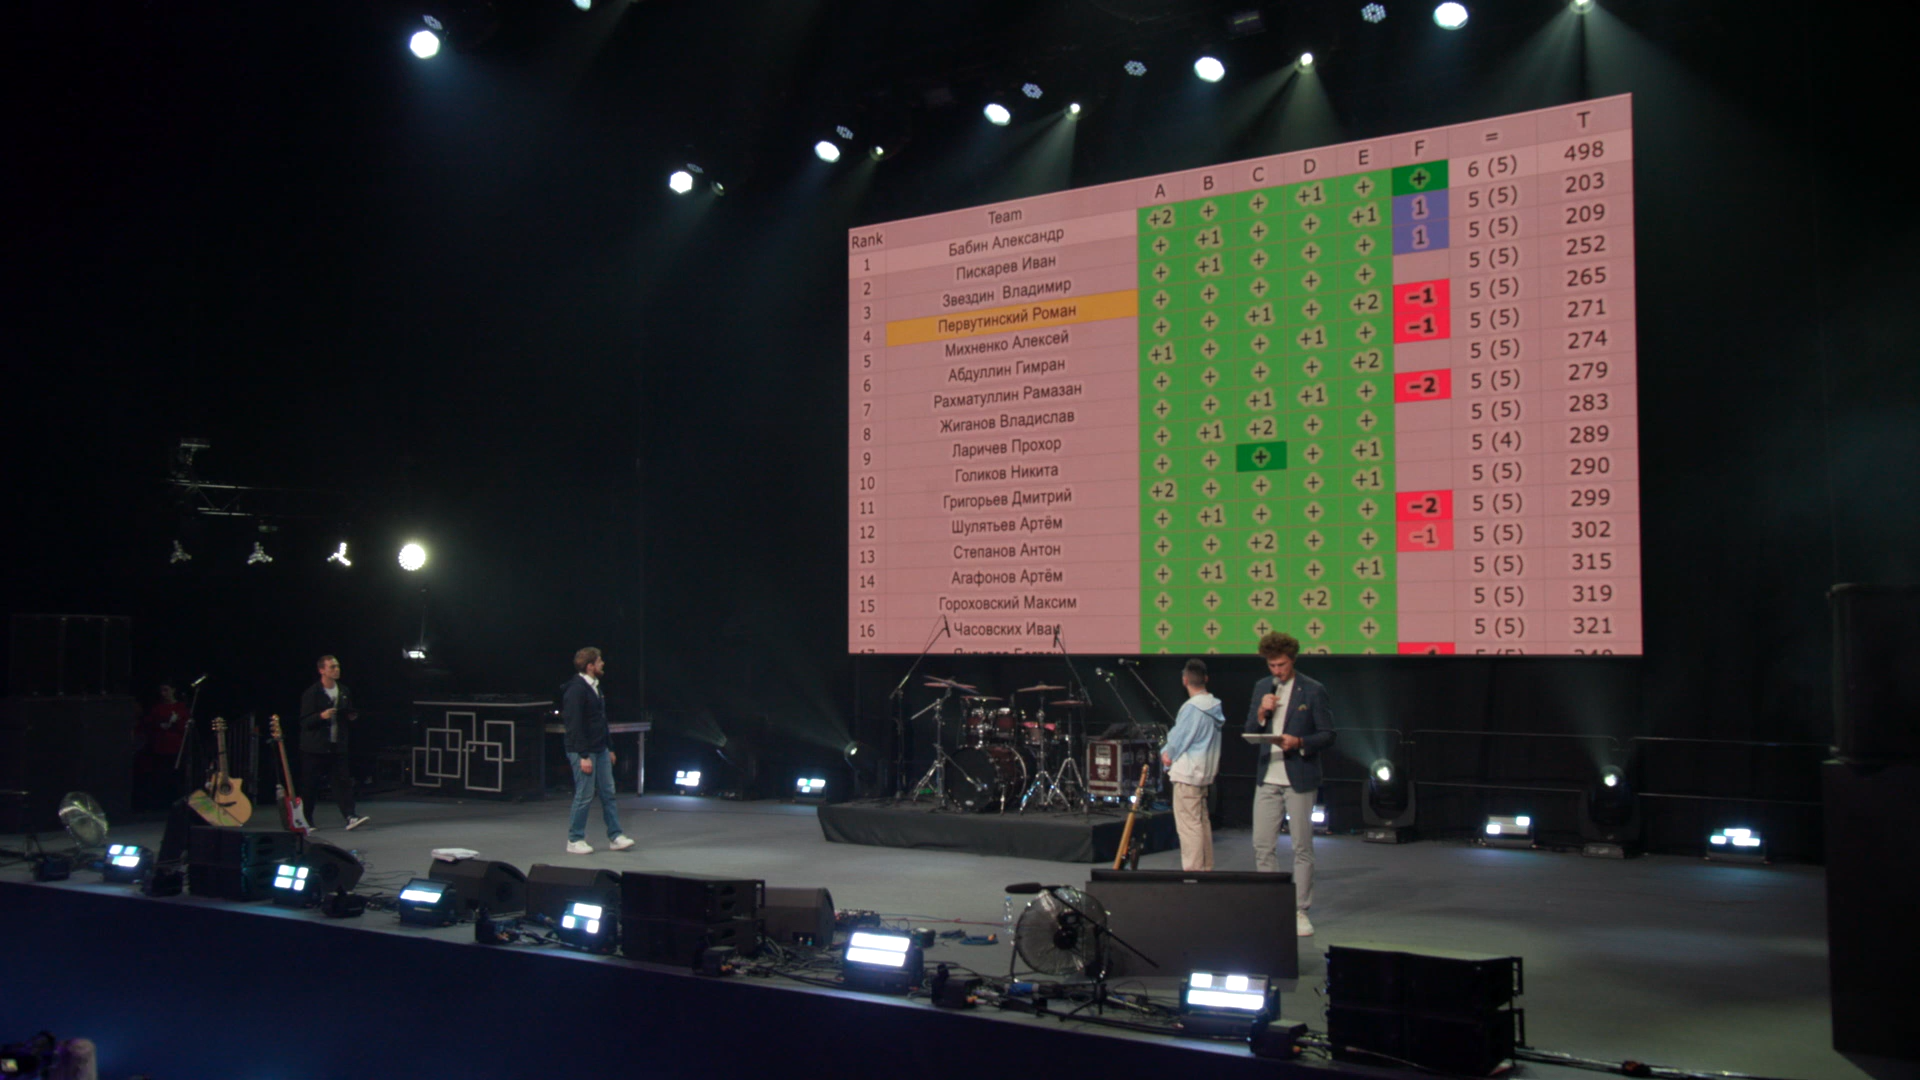 Rank Team A B C D E F = T
1 Бабин Александр +2 + + +1 + + 6 (5) 498
2 Пискарев Иван + +1 + + +1 1 5 (5) 203
3 Звездин Владимир + +1 + + + 1 5 (5) 209
4 Первутинский Роман + + + + + 5 (5) 252
5 Михненко Алексей + + +1 + +2 −1 5 (5) 265
6 Абдуллин Гимран +1 + + +1 + −1 5 (5) 271
7 Рахматуллин Рамазан + + + + +2 5 (5) 274
8 Жиганов Владислав + + +1 +1 + −2 5 (5) 279
9 Ларичев Прохор + +1 +2 + + 5 (5) 283
10 Голиков Никита + + + + +1 5 (4) 289
11 Григорьев Дмитрий +2 + + + +1 5 (5) 290
12 Шулятьев Артём + +1 + + + −2 5 (5) 299
13 Степанов Антон + + +2 + + −1 5 (5) 302
14 Агафонов Артём + +1 +1 + +1 5 (5) 315
15 Гороховский Максим + + +2 +2 + 5 (5) 319
16 Часовских Иван + + + + + 5 (5) 321